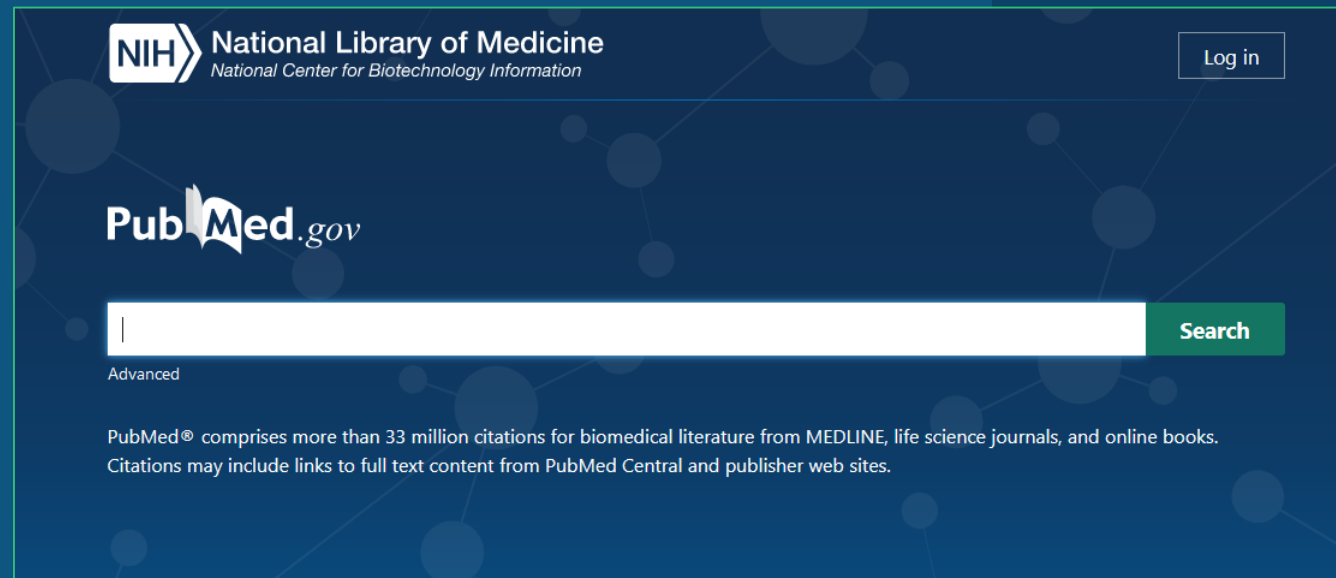 NIH National Library of Medicine
National Center for Biotechnology Information
Log in
PubMed.gov
Search
Advanced
PubMed® comprises more than 33 million citations for biomedical literature from MEDLINE, life science journals, and online books.
Citations may include links to full text content from PubMed Central and publisher web sites.